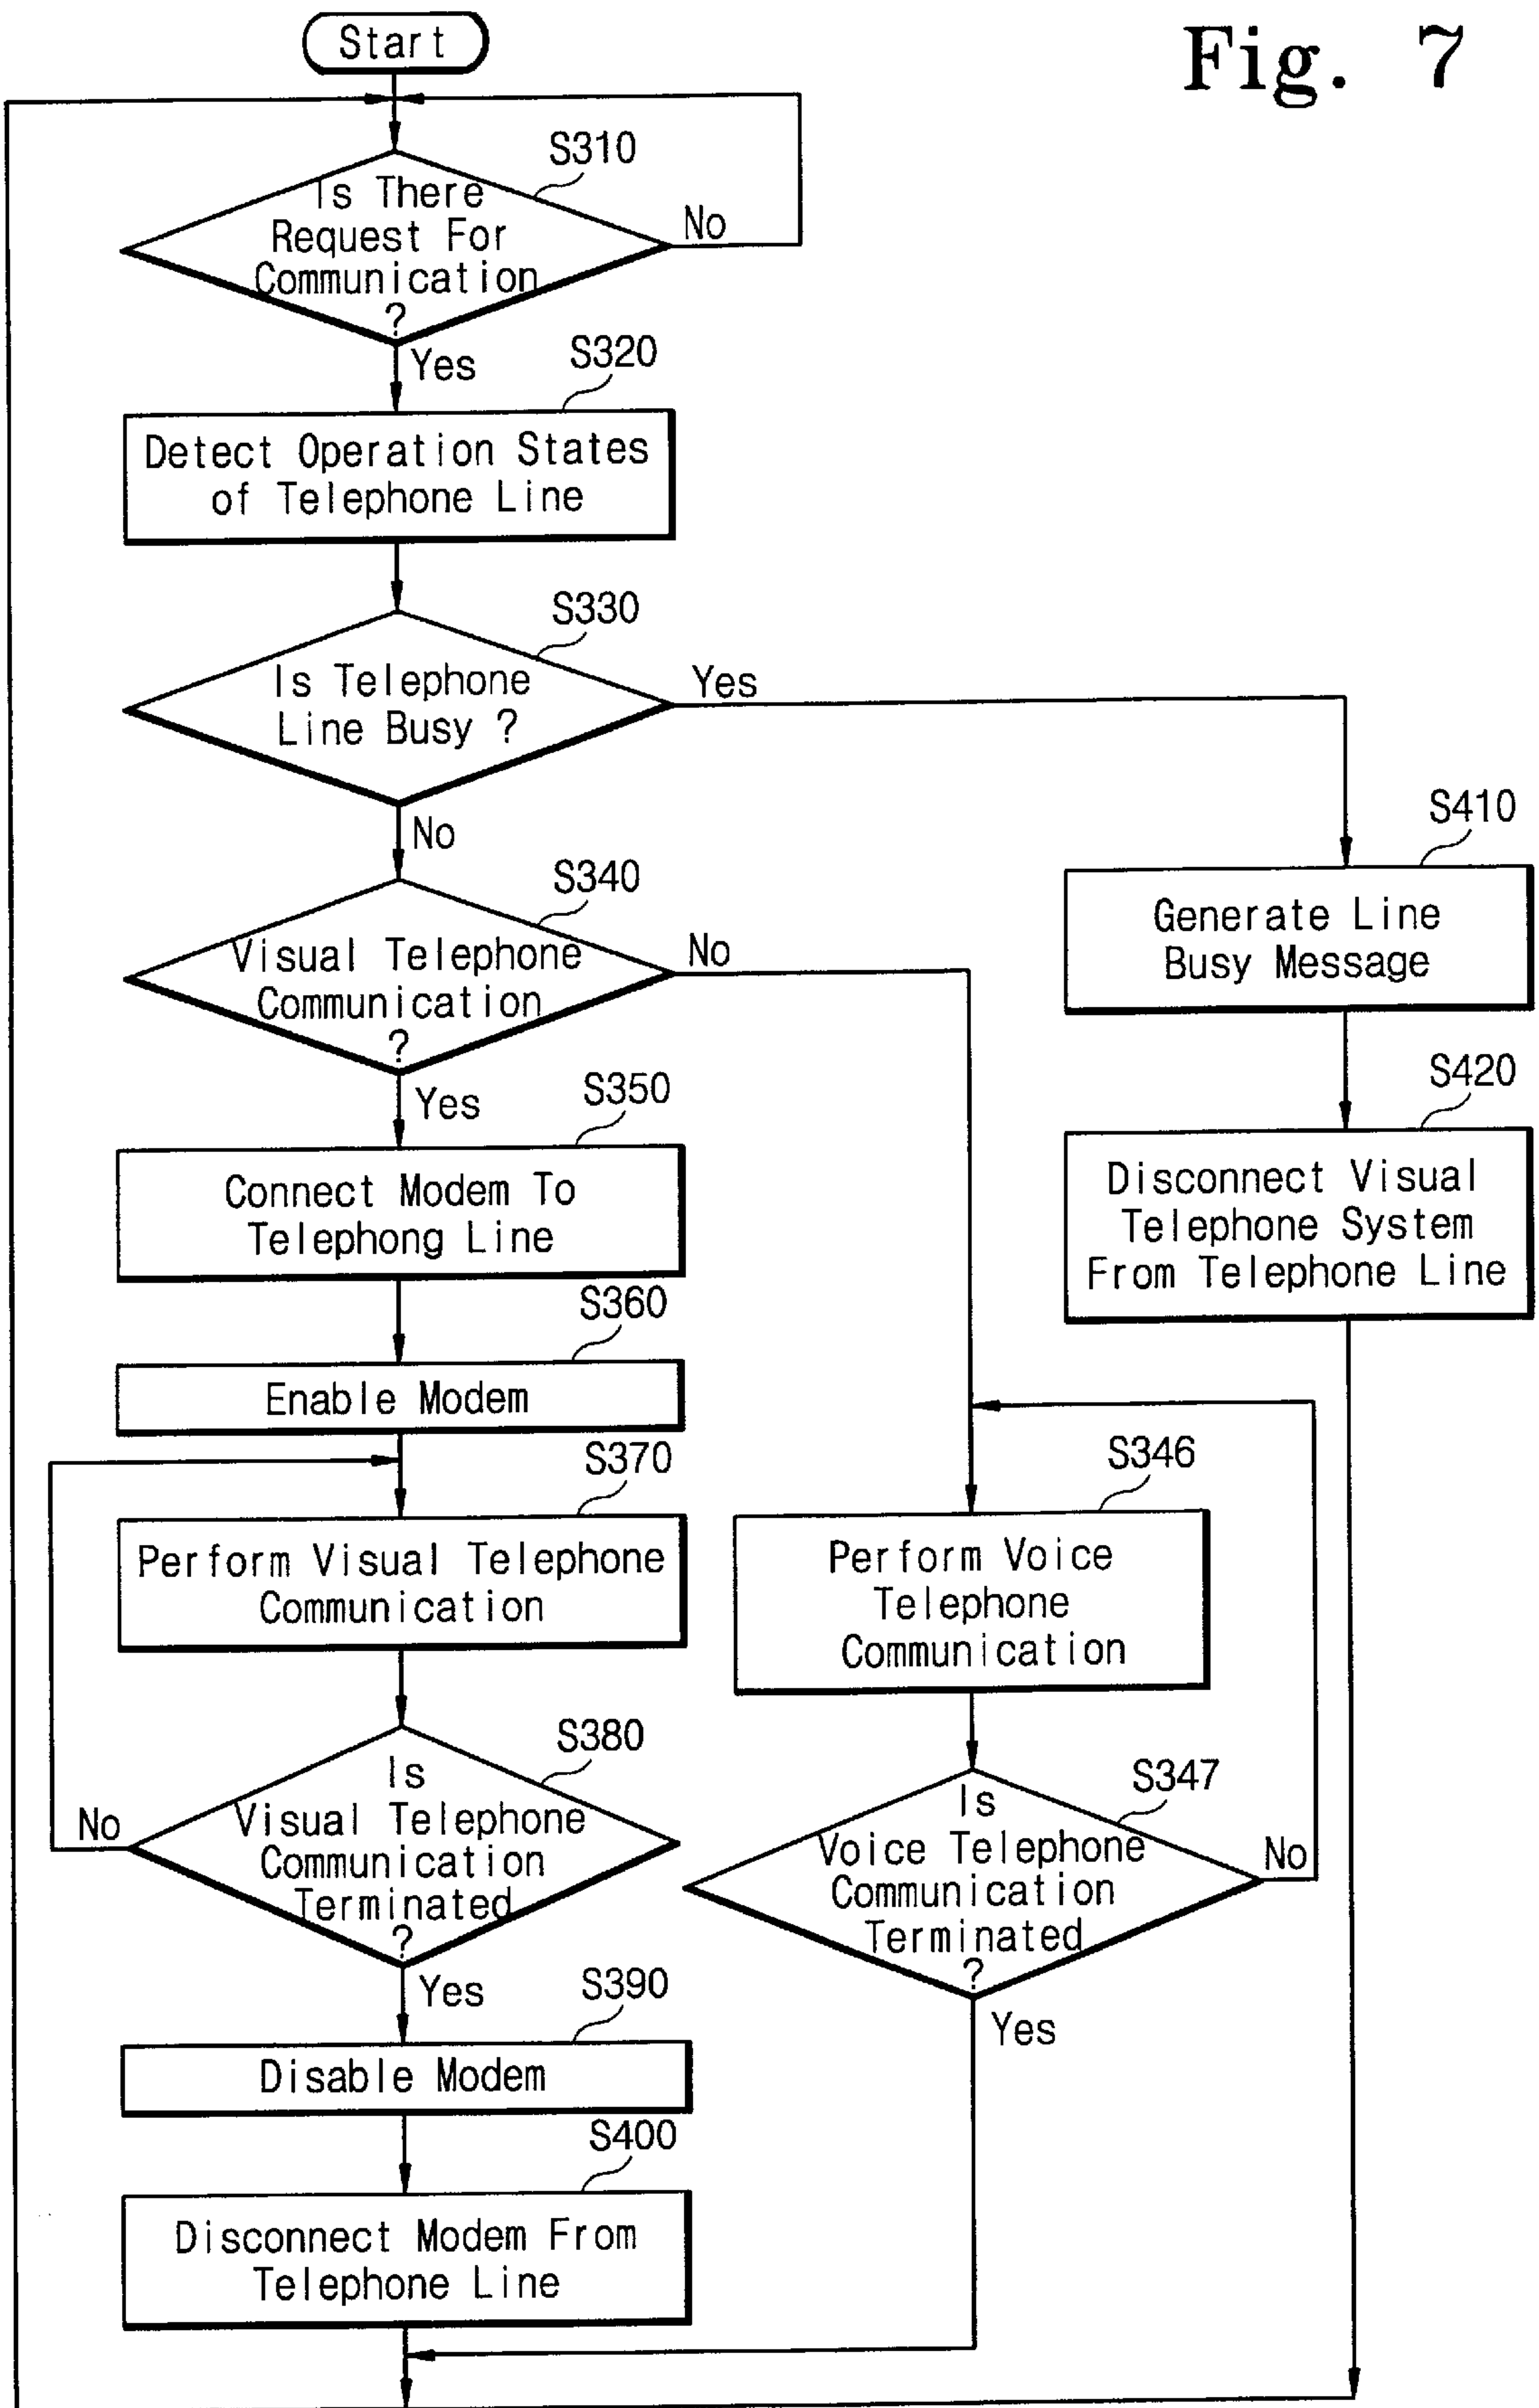 Fig. 7
Start
S310
Is There
Request For
Communication
?
No
Yes
S320
Detect Operation States
of Telephone Line
S330
Is Telephone
Line Busy ?
Yes
No
S340
Visual Telephone
Communication
?
No
Yes
S410
Generate Line
Busy Message
S420
Disconnect Visual
Telephone System
From Telephone Line
S350
Connect Modem To
Telephong Line
S360
Enable Modem
S370
Perform Visual Telephone
Communication
S346
Perform Voice
Telephone
Communication
S380
Is
Visual Telephone
Communication
Terminated
?
No
Yes
S347
Is
Voice Telephone
Communication
Terminated
?
No
Yes
S390
Disable Modem
S400
Disconnect Modem From
Telephone Line